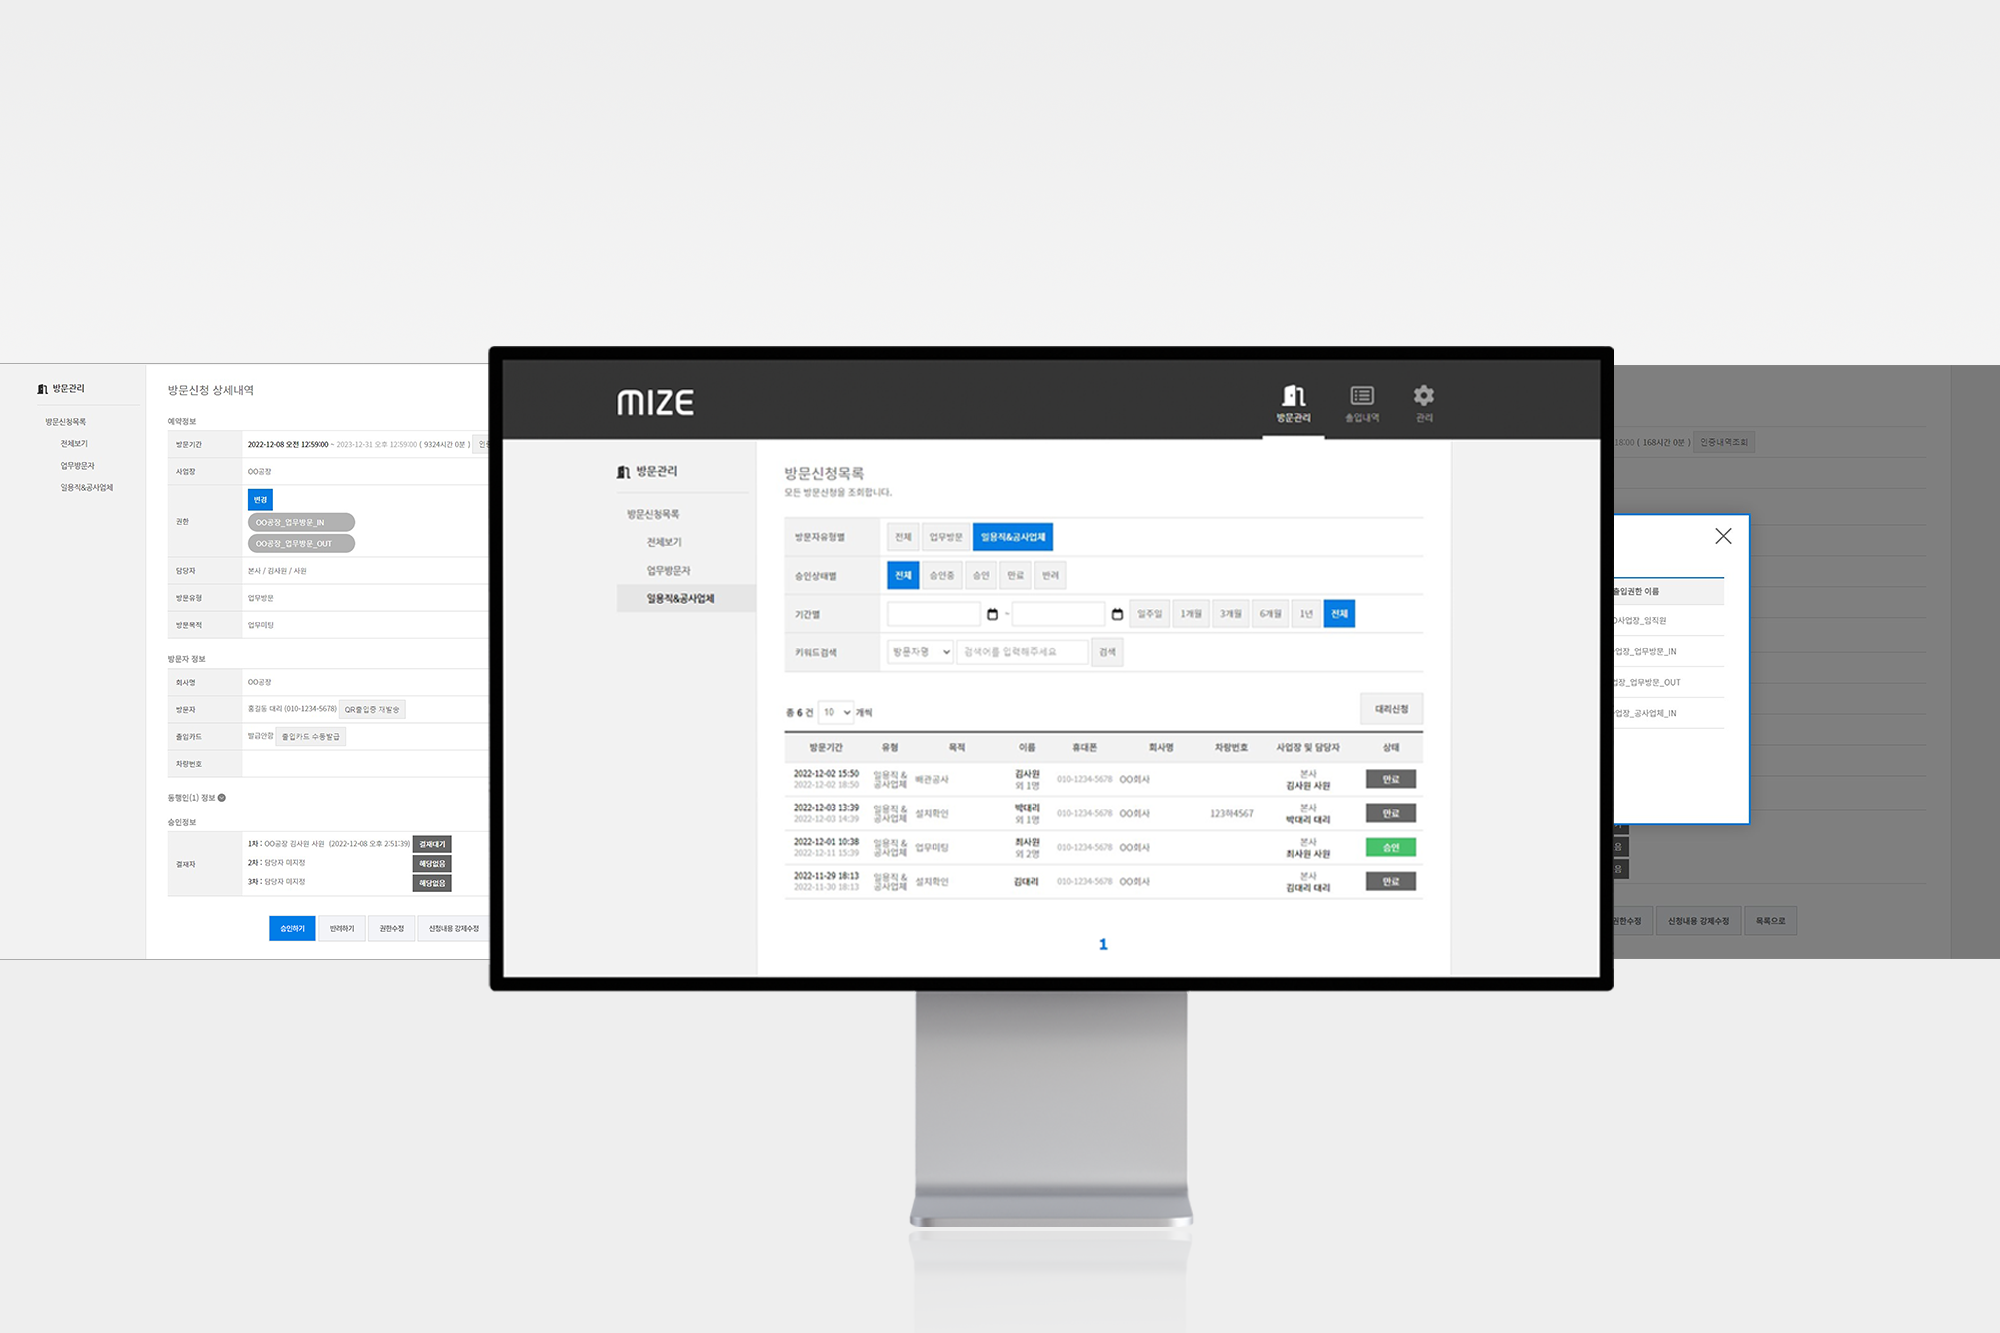 방문관리
방문신청목록
전체보기
업무방문자
일용직&공사업체
방문신청 상세내역
예약정보
방문기간 2022-12-08 오전 12:59:00 ~ 2023-12-31 오후 12:59:00 ( 9324시간 0분 )
사업장 OO공장
권한 변경
OO공장_업무방문_IN
OO공장_업무방문_OUT
담당자 본사 / 김사원 / 사원
방문유형 업무방문
방문목적 업무미팅
방문자 정보
회사명 OO공장
방문자 홍길동 대리 (010-1234-5678) QR출입증 재발송
출입카드 발급안함 출입카드 수동발급
차량번호
동행인(1) 정보
승인정보
결재자 1차 : OO공장 김사원 사원 (2022-12-08 오후 2:51:39) 결재대기
2차 : 담당자 미지정 해당없음
3차 : 담당자 미지정 해당없음
승인하기 반려하기 권한수정 신청내용 강제수정
MIZE
방문관리 출입내역 관리
방문관리
방문신청목록
전체보기
업무방문자
일용직&공사업체
방문신청목록
모든 방문신청을 조회합니다.
방문자유형별 전체 업무방문 일용직&공사업체
승인상태별 전체 승인중 승인 만료 반려
기간별 ~ 일주일 1개월 3개월 6개월 1년 전체
키워드검색 방문자명 검색어를 입력해주세요 검색
총 6 건 10 개씩 대리신청
방문기간 유형 목적 이름 휴대폰 회사명 차량번호 사업장 및 담당자 상태
2022-12-02 15:50 일용직 & 배관공사 김사원 010-1234-5678 OO회사 본사 만료
2022-12-02 18:50 공사업체 외 1명 김사원 사원
2022-12-03 13:39 일용직 & 설치확인 박대리 010-1234-5678 OO회사 123하4567 본사 만료
2022-12-03 14:39 공사업체 외 1명 박대리 대리
2022-12-01 10:38 일용직 & 업무미팅 최사원 010-1234-5678 OO회사 본사 승인
2022-12-11 15:39 공사업체 외 2명 최사원 사원
2022-11-29 18:13 일용직 & 설치확인 김대리 010-1234-5678 OO회사 본사 만료
2022-11-30 18:13 공사업체 김대리 대리
1
18:00 ( 168시간 0분 ) 인증내역조회
출입권한 이름
사업장_임직원
업장_업무방문_IN
업장_업무방문_OUT
업장_공사업체_IN
권한수정 신청내용 강제수정 목록으로